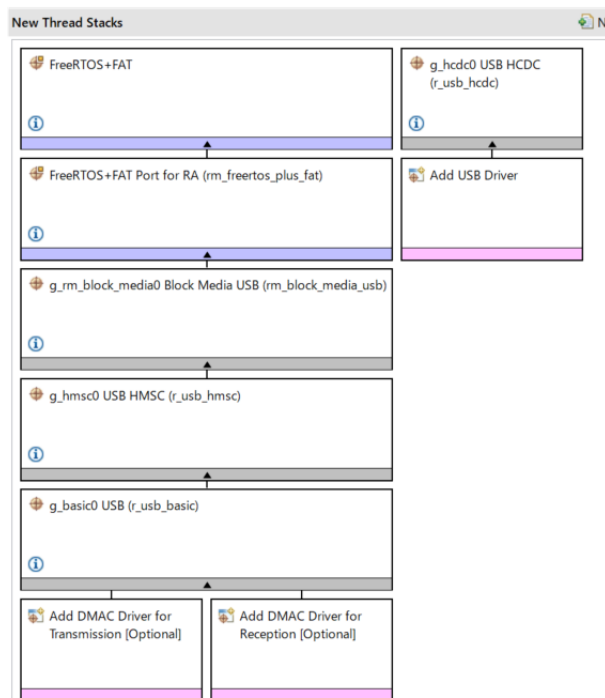 New Thread Stacks
N
FreeRTOS+FAT
g_hcdc0 USB HCDC
(r_usb_hcdc)
FreeRTOS+FAT Port for RA (rm_freertos_plus_fat)
Add USB Driver
g_rm_block_media0 Block Media USB (rm_block_media_usb)
g_hmsc0 USB HMSC (r_usb_hmsc)
g_basic0 USB (r_usb_basic)
Add DMAC Driver for
Transmission [Optional]
Add DMAC Driver for
Reception [Optional]